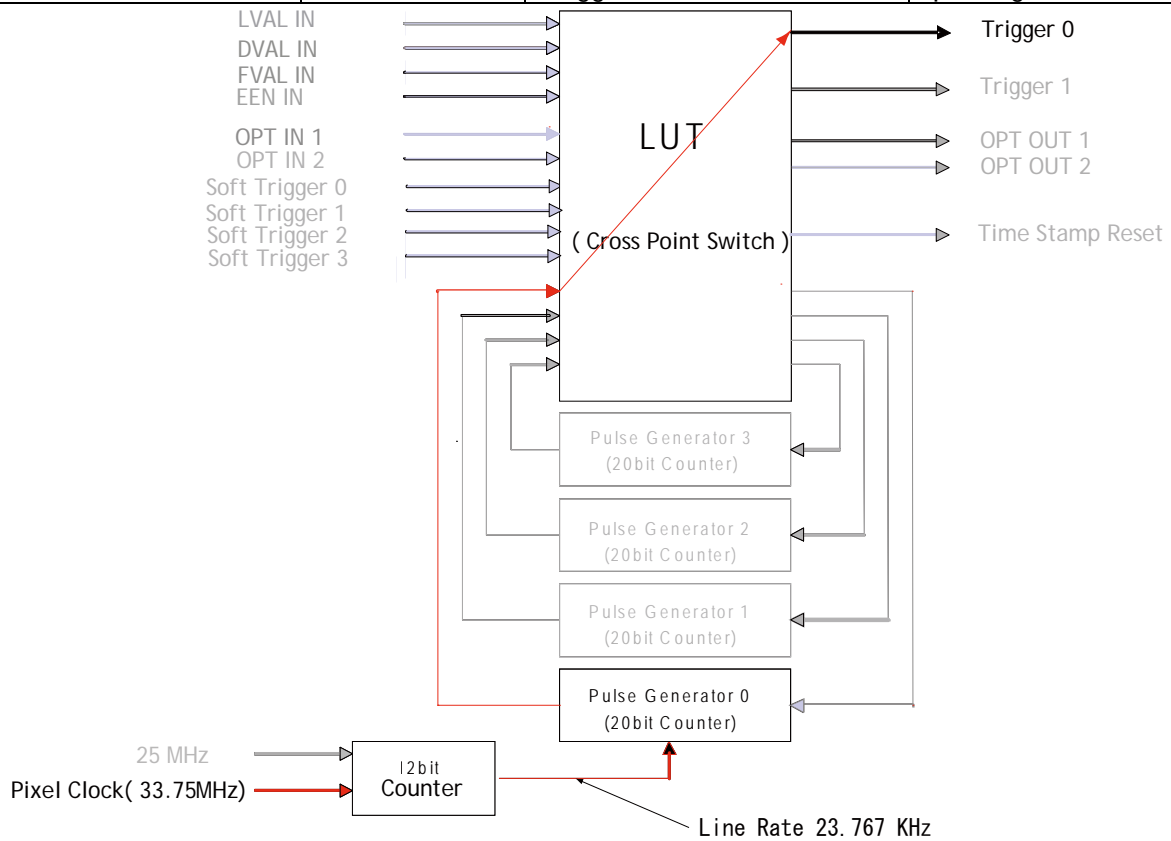 LVAL IN
DVAL IN
FVAL IN
EEN IN
OPT IN 1
OPT IN 2
Soft Trigger 0
Soft Trigger 1
Soft Trigger 2
Soft Trigger 3
LUT
( Cross Point Switch )
Trigger 0
Trigger 1
OPT OUT 1
OPT OUT 2
Time Stamp Reset
Pulse Generator 3
(20bit Counter)
Pulse Generator 2
(20bit Counter)
Pulse Generator 1
(20bit Counter)
Pulse Generator 0
(20bit Counter)
25 MHz
Pixel Clock( 33.75MHz)
12bit
Counter
Line Rate 23.767 KHz